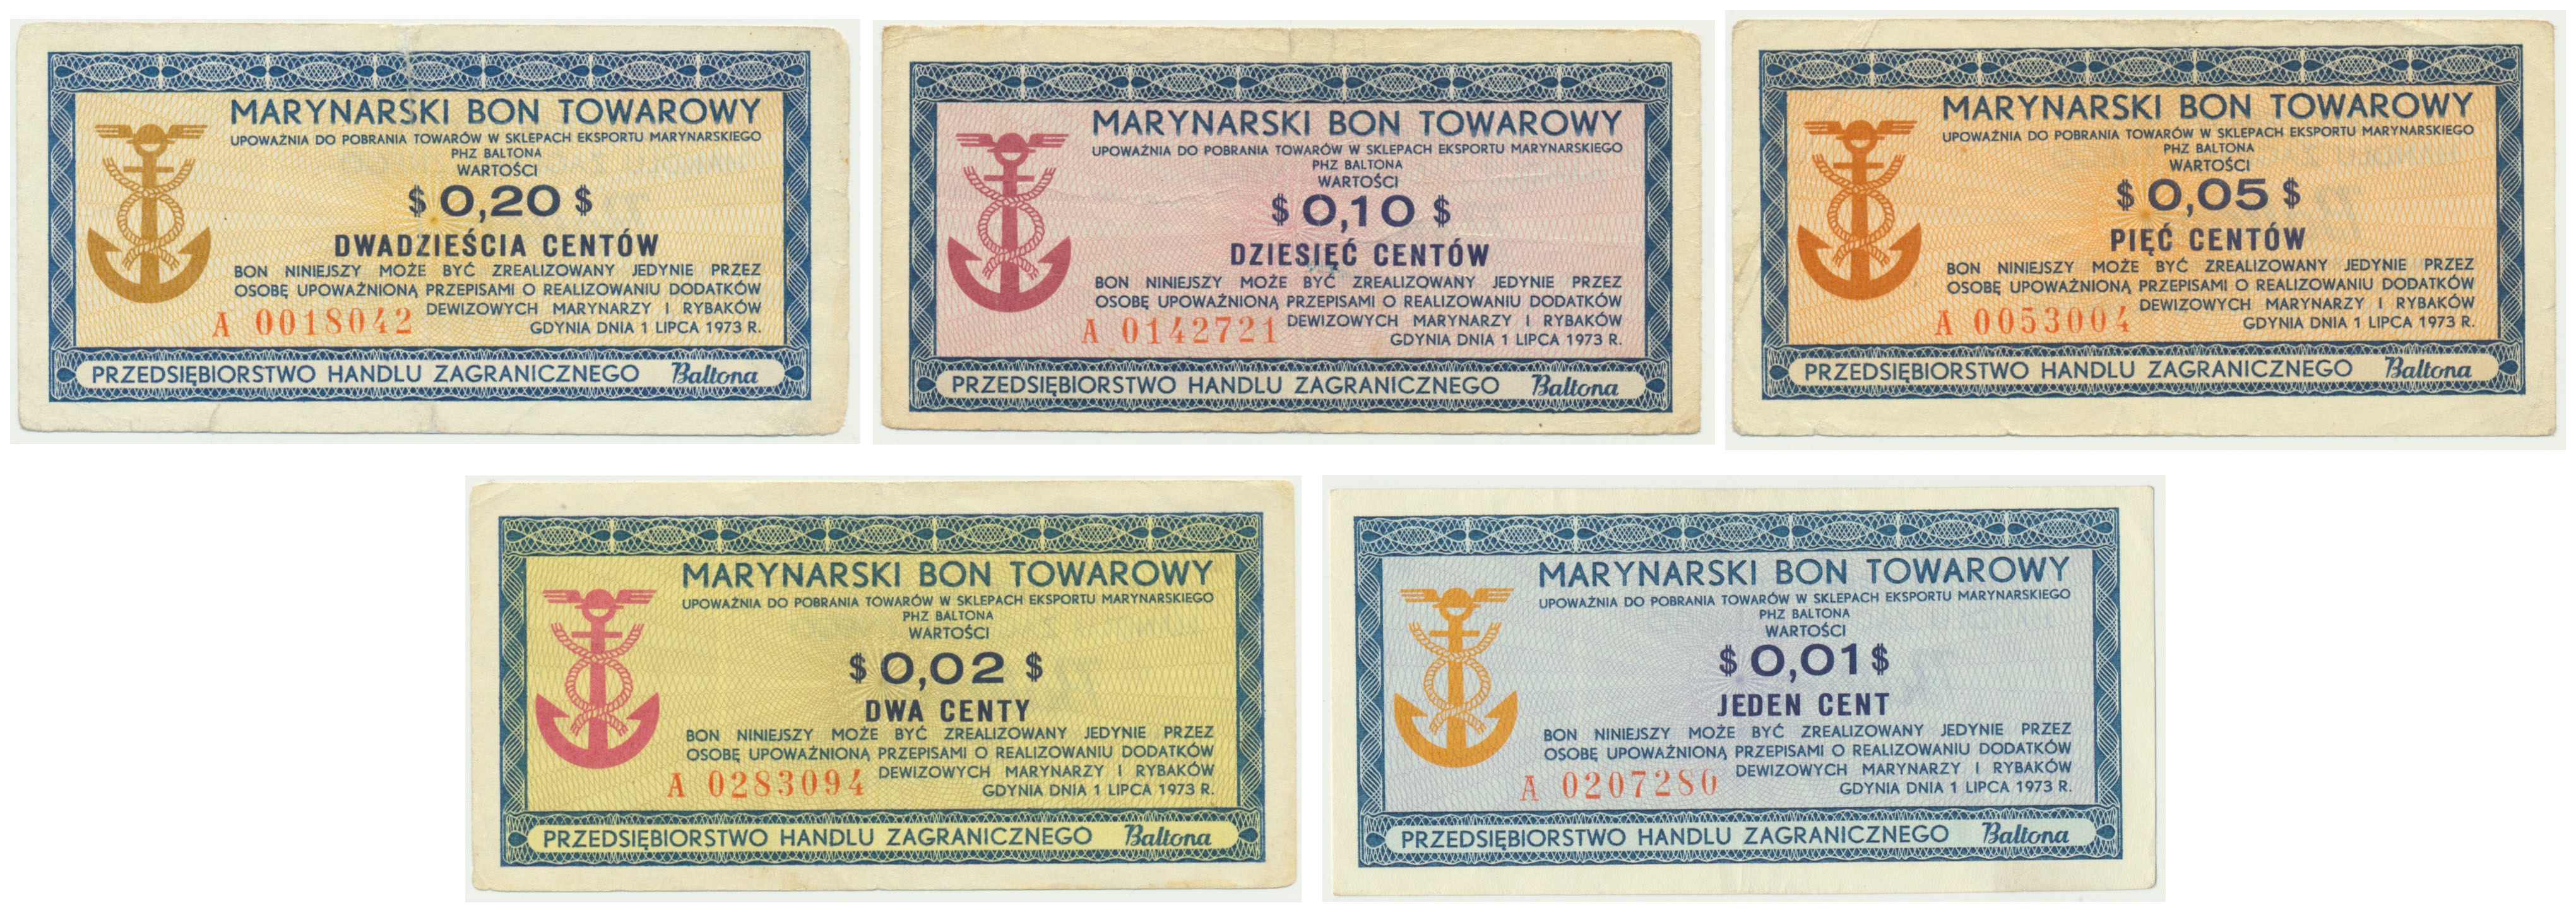 MARYNARSKI BON TOWAROWY
UPOWAŻNIA DO POBRANIA TOWARÓW W SKLEPACH EKSPORTU MARYNARSKIEGO
PHZ BALTONA
WARTOŚCI
$ 0,20 $
DWADZIEŚCIA CENTÓW
BON NINIEJSZY MOŻE BYĆ ZREALIZOWANY JEDYNIE PRZEZ
OSOBĘ UPOWAŻNIONĄ PRZEPISAMI O REALIZOWANIU DODATKÓW
DEWIZOWYCH MARYNARZY I RYBAKÓW
A 0018042
GDYNIA DNIA 1 LIPCA 1973 R.
PRZEDSIĘBIORSTWO HANDLU ZAGRANICZNEGO Baltona
MARYNARSKI BON TOWAROWY
UPOWAŻNIA DO POBRANIA TOWARÓW W SKLEPACH EKSPORTU MARYNARSKIEGO
PHZ BALTONA
WARTOŚCI
$ 0,10 $
DZIESIĘĆ CENTÓW
BON NINIEJSZY MOŻE BYĆ ZREALIZOWANY JEDYNIE PRZEZ
OSOBĘ UPOWAŻNIONĄ PRZEPISAMI O REALIZOWANIU DODATKÓW
DEWIZOWYCH MARYNARZY I RYBAKÓW
A 0142721
GDYNIA DNIA 1 LIPCA 1973 R.
PRZEDSIĘBIORSTWO HANDLU ZAGRANICZNEGO Baltona
MARYNARSKI BON TOWAROWY
UPOWAŻNIA DO POBRANIA TOWARÓW W SKLEPACH EKSPORTU MARYNARSKIEGO
PHZ BALTONA
WARTOŚCI
$ 0,05 $
PIĘĆ CENTÓW
BON NINIEJSZY MOŻE BYĆ ZREALIZOWANY JEDYNIE PRZEZ
OSOBĘ UPOWAŻNIONĄ PRZEPISAMI O REALIZOWANIU DODATKÓW
DEWIZOWYCH MARYNARZY I RYBAKÓW
A 0053004
GDYNIA DNIA 1 LIPCA 1973 R.
PRZEDSIĘBIORSTWO HANDLU ZAGRANICZNEGO Baltona
MARYNARSKI BON TOWAROWY
UPOWAŻNIA DO POBRANIA TOWARÓW W SKLEPACH EKSPORTU MARYNARSKIEGO
PHZ BALTONA
WARTOŚCI
$ 0,02 $
DWA CENTY
BON NINIEJSZY MOŻE BYĆ ZREALIZOWANY JEDYNIE PRZEZ
OSOBĘ UPOWAŻNIONĄ PRZEPISAMI O REALIZOWANIU DODATKÓW
DEWIZOWYCH MARYNARZY I RYBAKÓW
A 0283094
GDYNIA DNIA 1 LIPCA 1973 R.
PRZEDSIĘBIORSTWO HANDLU ZAGRANICZNEGO Baltona
MARYNARSKI BON TOWAROWY
UPOWAŻNIA DO POBRANIA TOWARÓW W SKLEPACH EKSPORTU MARYNARSKIEGO
PHZ BALTONA
WARTOŚCI
$ 0,01 $
JEDEN CENT
BON NINIEJSZY MOŻE BYĆ ZREALIZOWANY JEDYNIE PRZEZ
OSOBĘ UPOWAŻNIONĄ PRZEPISAMI O REALIZOWANIU DODATKÓW
DEWIZOWYCH MARYNARZY I RYBAKÓW
A 0207280
GDYNIA DNIA 1 LIPCA 1973 R.
PRZEDSIĘBIORSTWO HANDLU ZAGRANICZNEGO Baltona